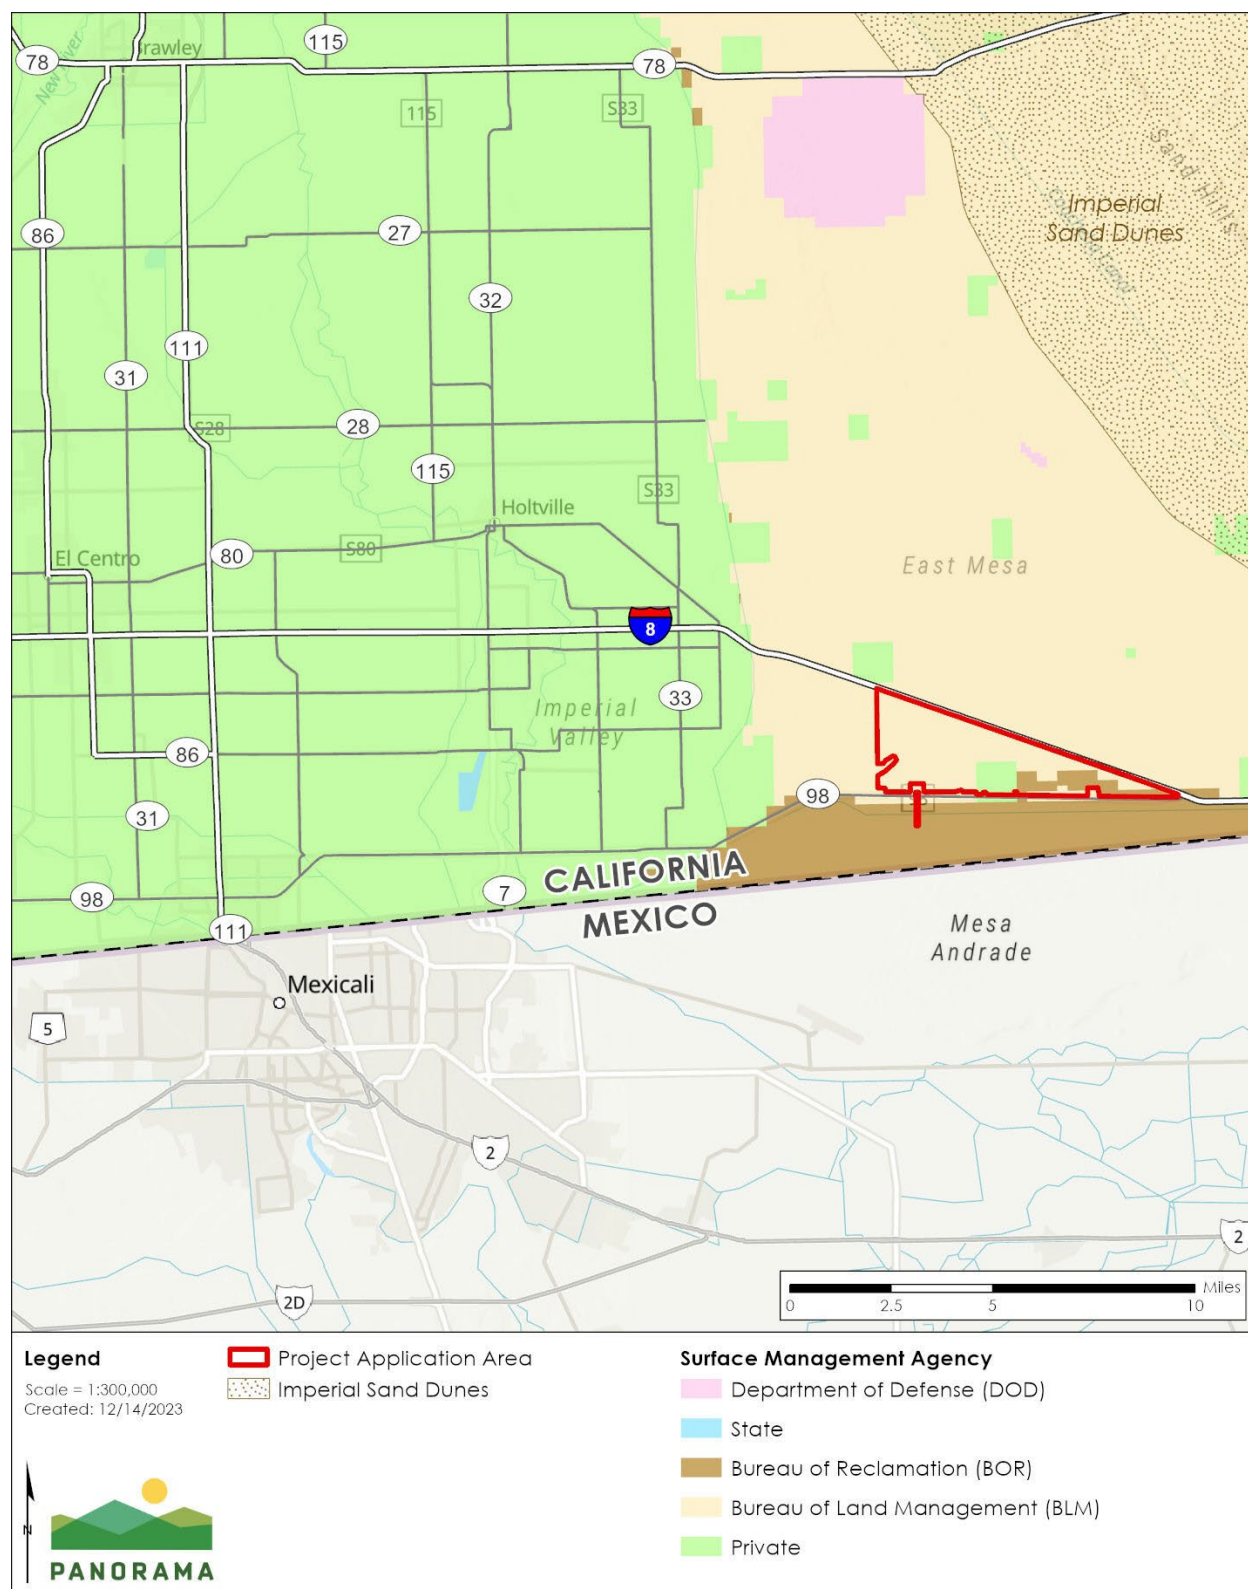 115
Brawley
78
78
New River
115
S33
Sand Hills
Imperial
Sand Dunes
Coachella Canal
86
27
32
111
31
S28
28
115
S33
Holtville
El Centro
80
S80
East Mesa
8
33
Imperial
Valley
86
98
31
98
CALIFORNIA
7
MEXICO
111
Mesa
Andrade
Mexicali
5
2
2
2D
Miles
0
2.5
5
10
Legend
Scale = 1:300,000
Created: 12/14/2023
Project Application Area
Imperial Sand Dunes
Surface Management Agency
Department of Defense (DOD)
State
Bureau of Reclamation (BOR)
Bureau of Land Management (BLM)
Private
N
PANORAMA